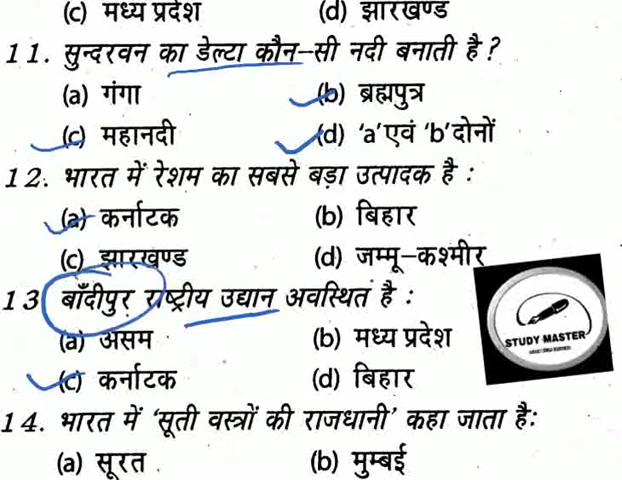 (c) मध्य प्रदेश (d) झारखण्ड
11. सुन्दरवन का डेल्टा कौन-सी नदी बनाती है?
(a) गंगा (b) ब्रह्मपुत्र
(c) महानदी (d) 'a'एवं 'b'दोनों
12. भारत में रेशम का सबसे बड़ा उत्पादक है :
(a) कर्नाटक (b) बिहार
(c) झारखण्ड (d) जम्मू-कश्मीर
13 बाँदीपुर राष्ट्रीय उद्यान अवस्थित है :
(a) असम (b) मध्य प्रदेश
STUDY MASTER
(c) कर्नाटक (d) बिहार
14. भारत में 'सूती वस्त्रों की राजधानी' कहा जाता है:
(a) सूरत (b) मुम्बई